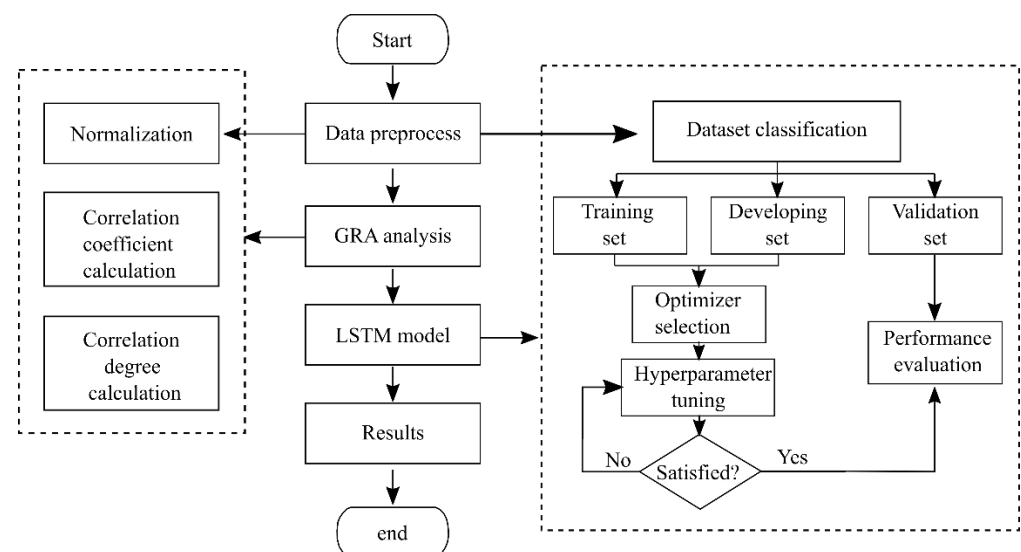 Start
Normalization
Data preprocess
Dataset classification
Correlation
coefficient
calculation
GRA analysis
Training
set
Developing
set
Validation
set
Optimizer
selection
Correlation
degree
calculation
LSTM model
Performance
evaluation
Hyperparameter
tuning
Results
No
Satisfied?
Yes
end